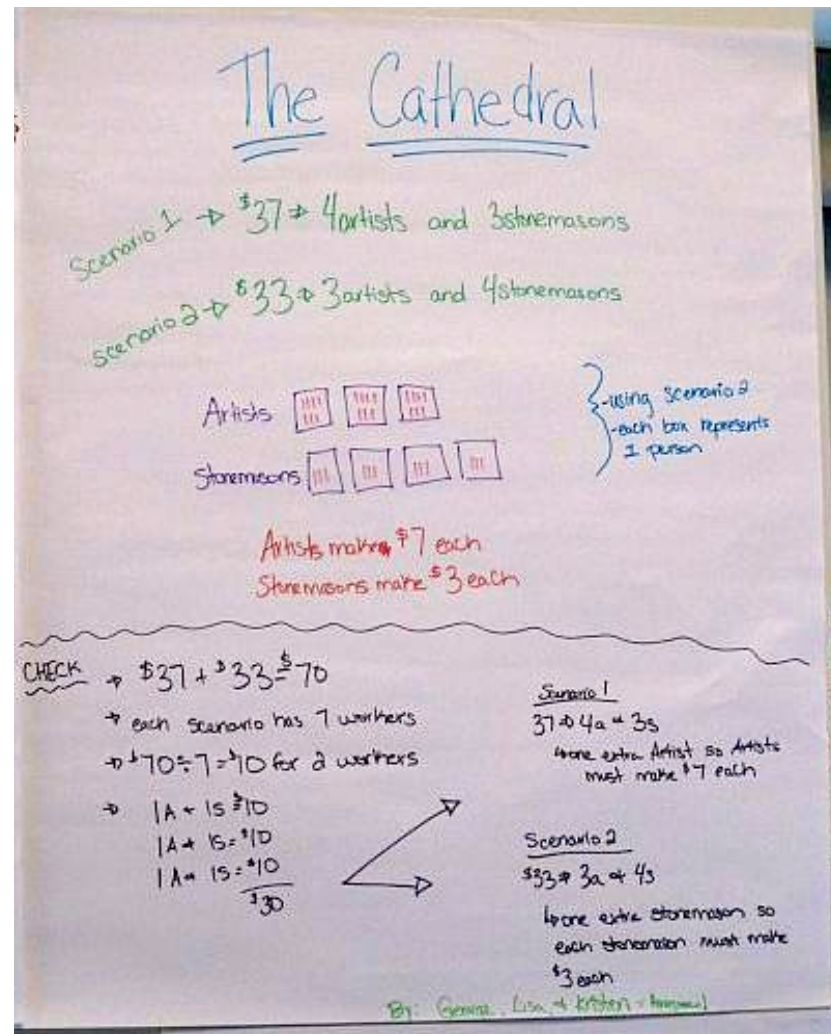 The Cathedral
Scenario 1 → $37 ⇒ 4 artists and 3 stonemasons
scenario 2 → $33 ⇒ 3 artists and 4 stonemasons
Artists
Stonemasons
- using scenario 2
- each box represents
1 person
Artists make $7 each
Stonemasons make $3 each
CHECK → $37 + $33 = $70
→ each scenario has 7 workers
→ $70 ÷ 7 = $10 for 2 workers
→ 1A + 1S = $10
1A + 1S = $10
1A + 1S = $10
$30
Scenario 1
37 ⇒ 4a + 3s
↳ one extra Artist so Artists
must make $7 each
Scenario 2
$33 ⇒ 3a + 4s
↳ one extra stonemason so
each stonemason must make
$3 each
By: Lisa, + Kristen